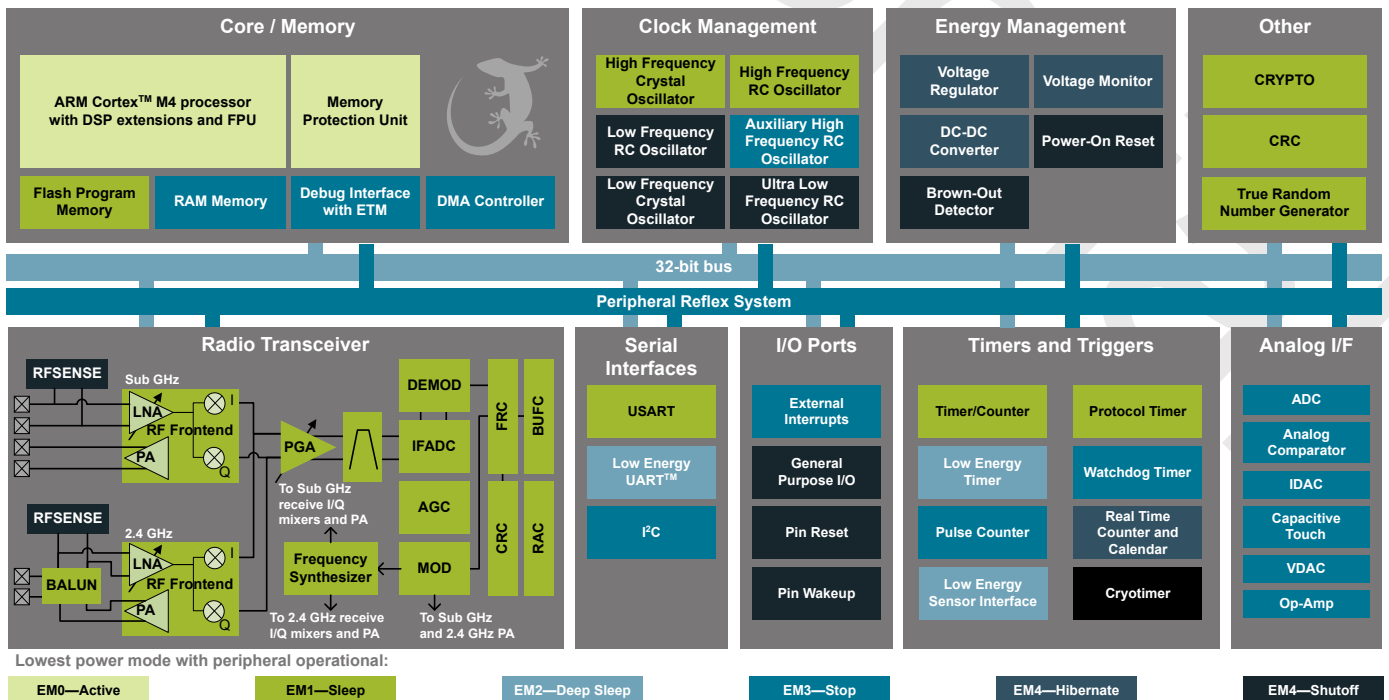 Core / Memory
ARM Cortex™ M4 processor
with DSP extensions and FPU
Memory
Protection Unit
Flash Program
Memory
RAM Memory
Debug Interface
with ETM
DMA Controller
Clock Management
High Frequency
Crystal
Oscillator
High Frequency
RC Oscillator
Low Frequency
RC Oscillator
Auxiliary High
Frequency RC
Oscillator
Low Frequency
Crystal
Oscillator
Ultra Low
Frequency RC
Oscillator
Energy Management
Voltage
Regulator
Voltage Monitor
DC-DC
Converter
Power-On Reset
Brown-Out
Detector
Other
CRYPTO
CRC
True Random
Number Generator
32-bit bus
Peripheral Reflex System
Radio Transceiver
RFSENSE
Sub GHz
LNA
RF Frontend
PA
I
Q
RFSENSE
2.4 GHz
LNA
RF Frontend
BALUN
PA
I
Q
PGA
To Sub GHz
receive I/Q
mixers and PA
Frequency
Synthesizer
To 2.4 GHz receive
I/Q mixers and PA
DEMOD
IFADC
AGC
MOD
To Sub GHz
and 2.4 GHz PA
FRC
BUFC
CRC
RAC
Serial
Interfaces
USART
Low Energy
UART™
I²C
I/O Ports
External
Interrupts
General
Purpose I/O
Pin Reset
Pin Wakeup
Timers and Triggers
Timer/Counter
Protocol Timer
Low Energy
Timer
Watchdog Timer
Pulse Counter
Real Time
Counter and
Calendar
Low Energy
Sensor Interface
Cryotimer
Analog I/F
ADC
Analog
Comparator
IDAC
Capacitive
Touch
VDAC
Op-Amp
Lowest power mode with peripheral operational:
EM0—Active
EM1—Sleep
EM2—Deep Sleep
EM3—Stop
EM4—Hibernate
EM4—Shutoff